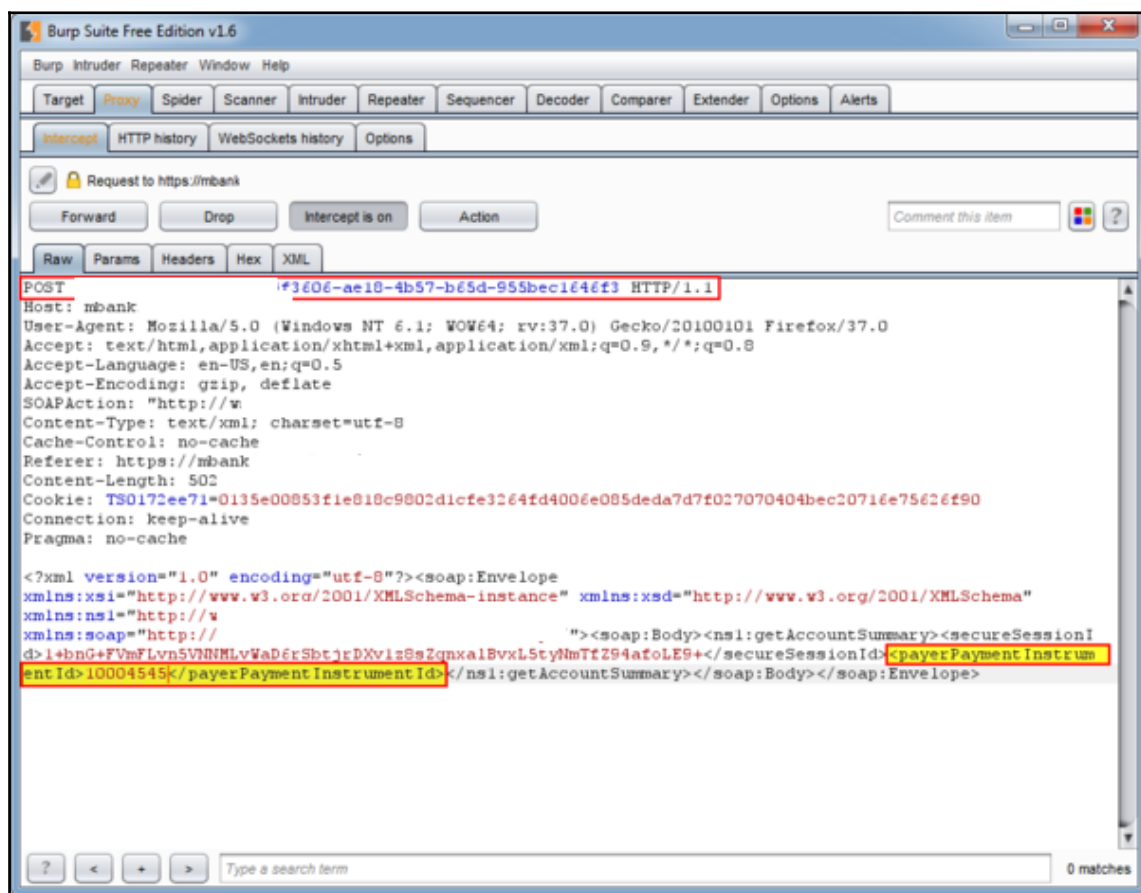 Burp Suite Free Edition v1.6
Burp Intruder Repeater Window Help
Target Proxy Spider Scanner Intruder Repeater Sequencer Decoder Comparer Extender Options Alerts
Intercept HTTP history WebSockets history Options
Request to https://mbank
Forward Drop Intercept is on Action Comment this item ?
Raw Params Headers Hex XML
POST f3606-ae18-4b57-b65d-955bec1646f3 HTTP/1.1
Host: mbank
User-Agent: Mozilla/5.0 (Windows NT 6.1; WOW64; rv:37.0) Gecko/20100101 Firefox/37.0
Accept: text/html,application/xhtml+xml,application/xml;q=0.9,*/*;q=0.8
Accept-Language: en-US,en;q=0.5
Accept-Encoding: gzip, deflate
SOAPAction: "http://w
Content-Type: text/xml; charset=utf-8
Cache-Control: no-cache
Referer: https://mbank
Content-Length: 502
Cookie: TS0172ee71=0135e00853f1e818c9802d1cfe3264fd4006e085deda7d7f027070404bec20716e75626f90
Connection: keep-alive
Pragma: no-cache
<?xml version="1.0" encoding="utf-8"?><soap:Envelope
xmlns:xsi="http://www.w3.org/2001/XMLSchema-instance" xmlns:xsd="http://www.w3.org/2001/XMLSchema"
xmlns:ns1="http://w
xmlns:soap="http:// "><soap:Body><ns1:getAccountSummary><secureSessionI
d>1+bnG+FVmFLvn5VNNMLvWaD6rSbtjrDXv1z8sZqnxa1BvxL5tyNmTfZ94afoLE9+</secureSessionId><payerPaymentInstrum
entId>10004545</payerPaymentInstrumentId></ns1:getAccountSummary></soap:Body></soap:Envelope>
? < + > Type a search term 0 matches